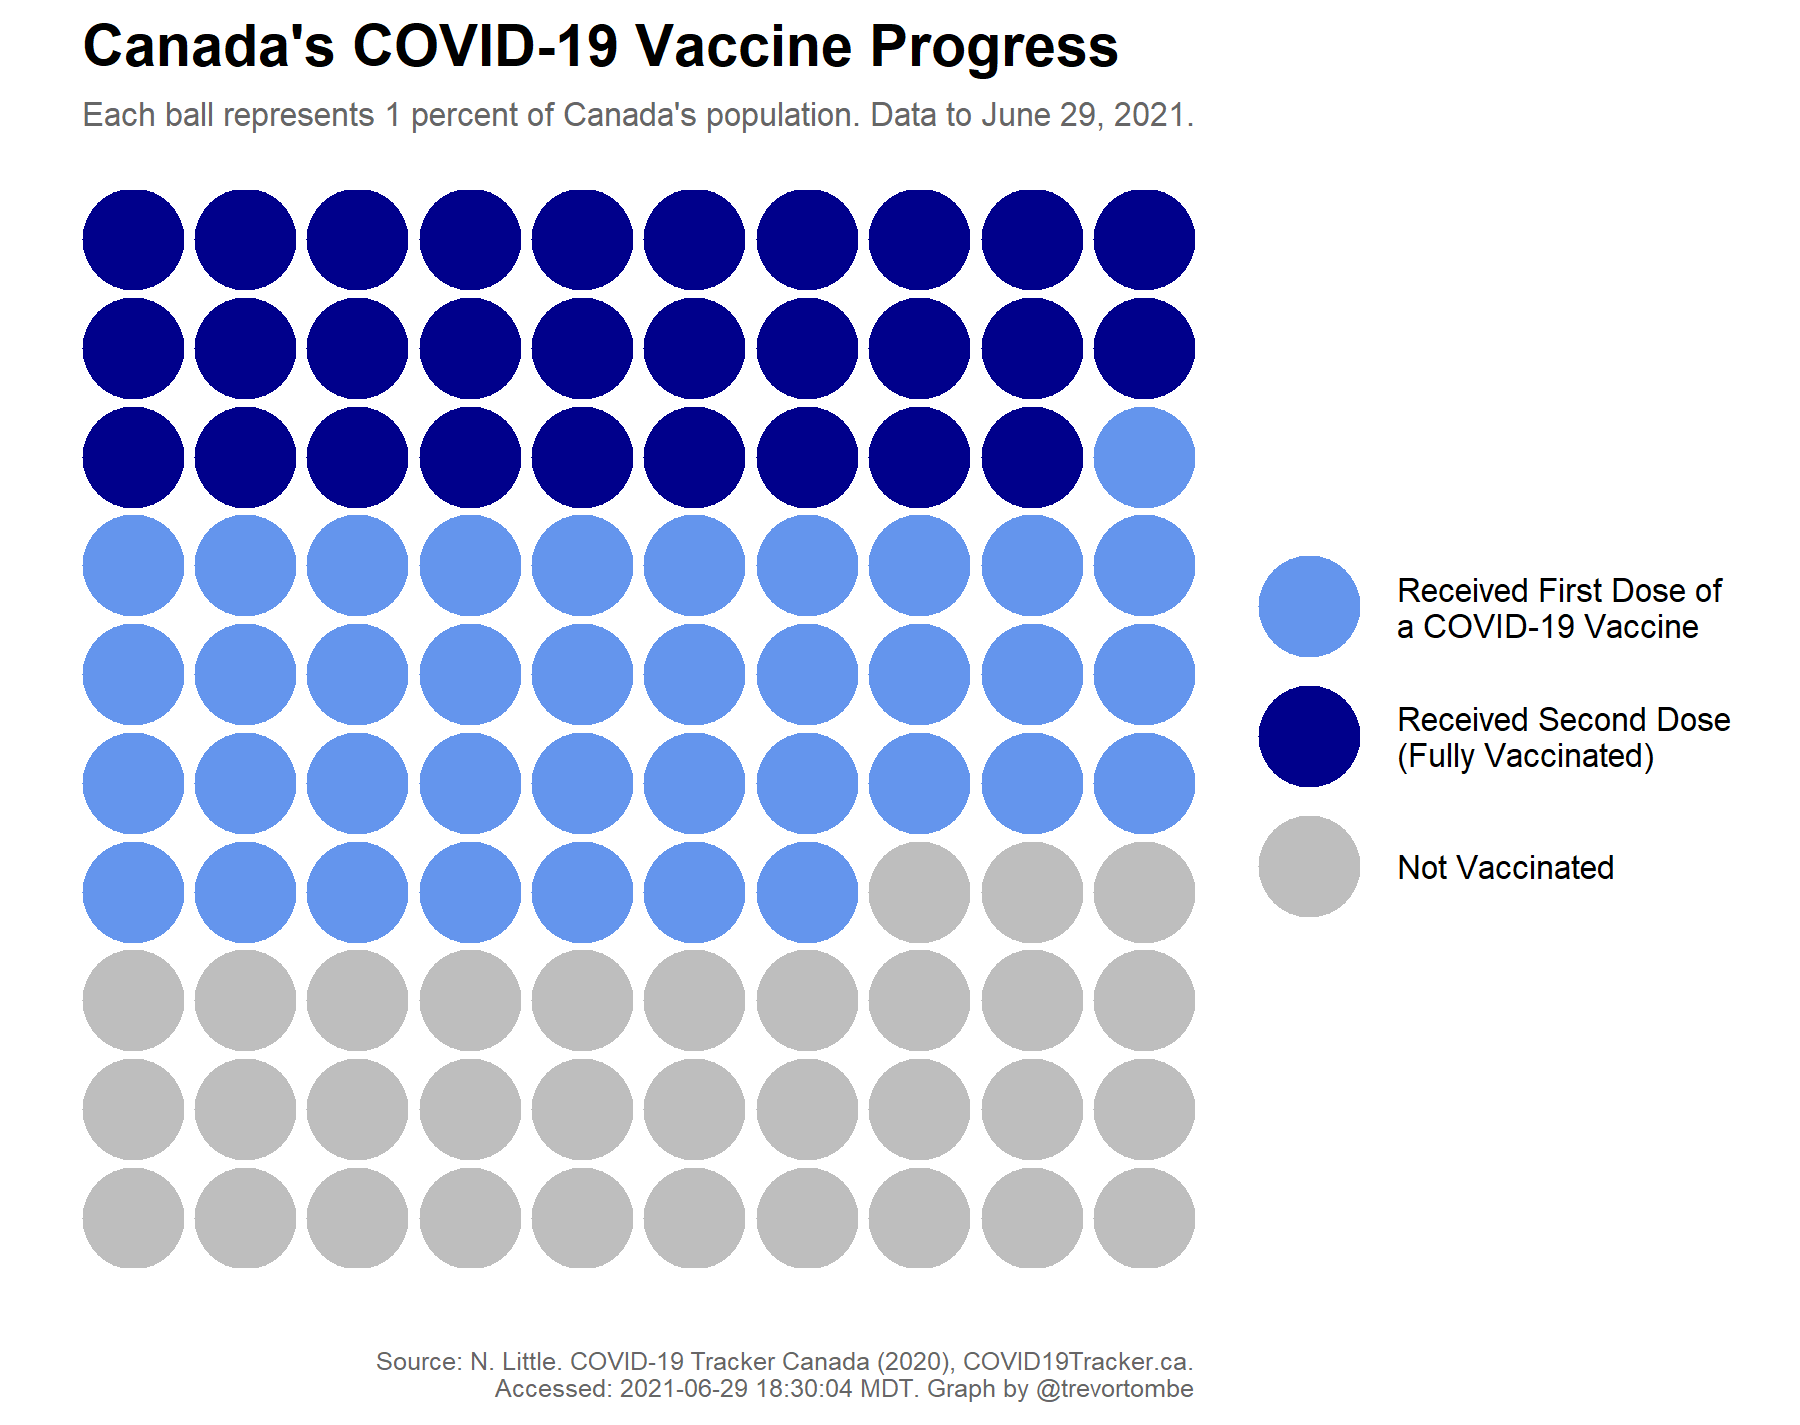 Canada's COVID-19 Vaccine Progress
Each ball represents 1 percent of Canada's population. Data to June 29, 2021.
Received First Dose of
a COVID-19 Vaccine
Received Second Dose
(Fully Vaccinated)
Not Vaccinated
Source: N. Little. COVID-19 Tracker Canada (2020), COVID19Tracker.ca.
Accessed: 2021-06-29 18:30:04 MDT. Graph by @trevortombe